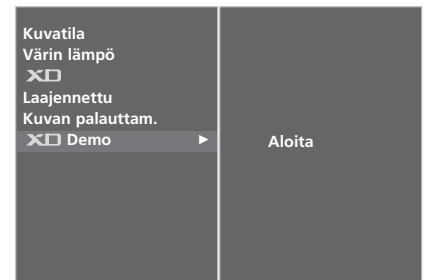 Kuvatila
Värin lämpö
XD
Laajennettu
Kuvan palauttam.
XD Demo ►
Aloita